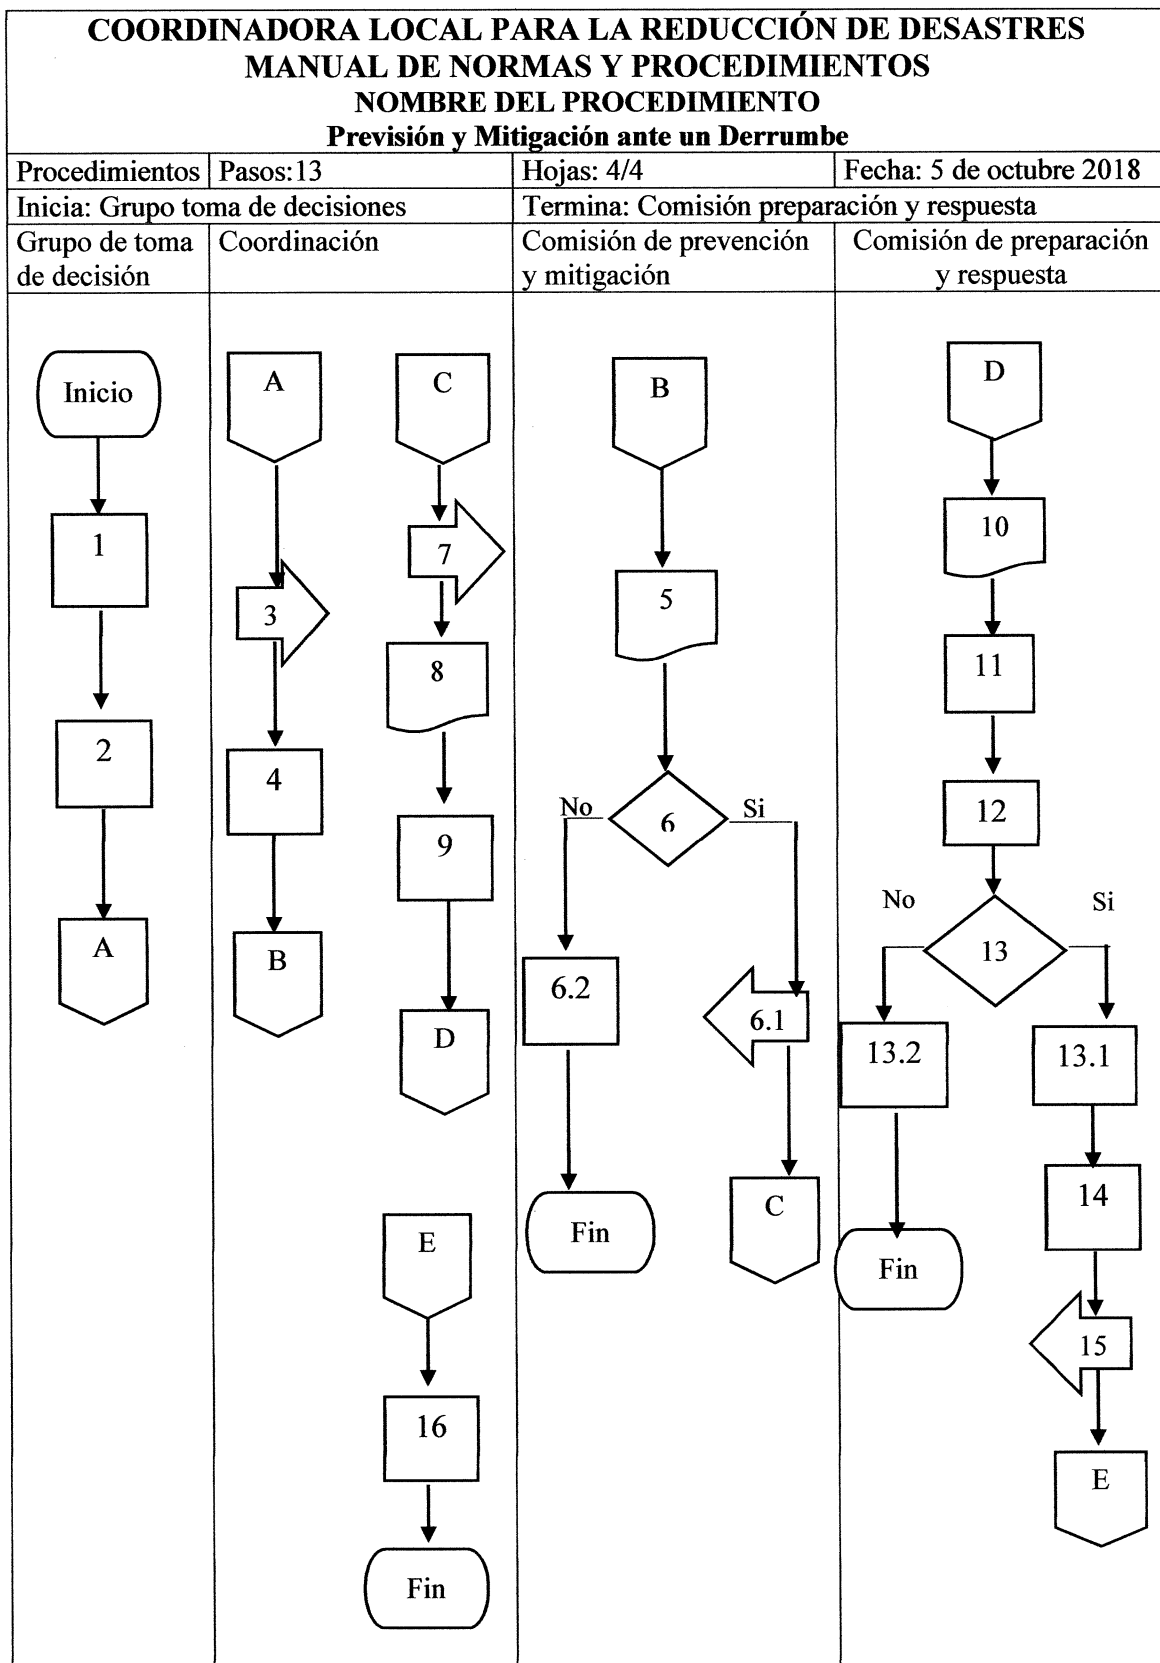 COORDINADORA LOCAL PARA LA REDUCCIÓN DE DESASTRES
MANUAL DE NORMAS Y PROCEDIMIENTOS
NOMBRE DEL PROCEDIMIENTO
Previsión y Mitigación ante un Derrumbe
Procedimientos Pasos:13 Hojas: 4/4 Fecha: 5 de octubre 2018
Inicia: Grupo toma de decisiones Termina: Comisión preparación y respuesta
Grupo de toma
de decisión
Coordinación
Comisión de prevención
y mitigación
Comisión de preparación
y respuesta
Inicio
1
2
A
A
3
4
B
C
7
8
9
D
E
16
Fin
B
5
6
No
Si
6.2
Fin
6.1
C
D
10
11
12
13
No
Si
13.2
Fin
13.1
14
15
E